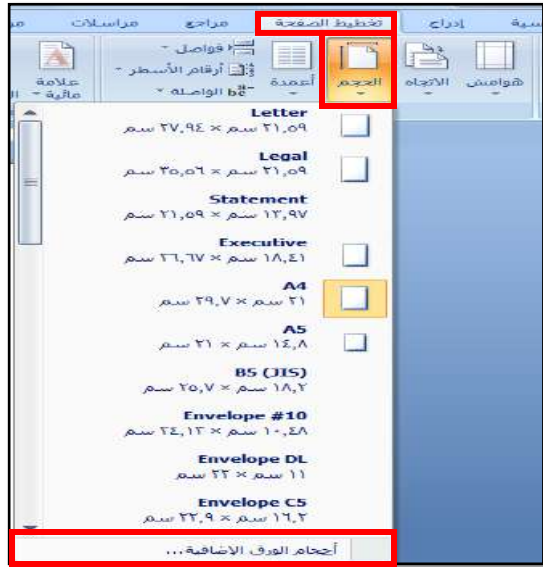 إدراج تخطيط الصفحة مراجع مراسلات
هوامش الاتجاه الحجم أعمدة
فواصل
أرقام الأسطر
الواصلة
علامة مائية
Letter
٢١,٥٩ سم × ٢٧,٩٤ سم
Legal
٢١,٥٩ سم × ٣٥,٥٦ سم
Statement
١٣,٩٧ سم × ٢١,٥٩ سم
Executive
١٨,٤١ سم × ٢٦,٦٧ سم
A4
٢١ سم × ٢٩,٧ سم
A5
١٤,٨ سم × ٢١ سم
B5 (JIS)
١٨,٢ سم × ٢٥,٧ سم
Envelope #10
١٠,٤٨ سم × ٢٤,١٣ سم
Envelope DL
١١ سم × ٢٢ سم
Envelope C5
١٦,٢ سم × ٢٢,٩ سم
أحجام الورق الإضافية...